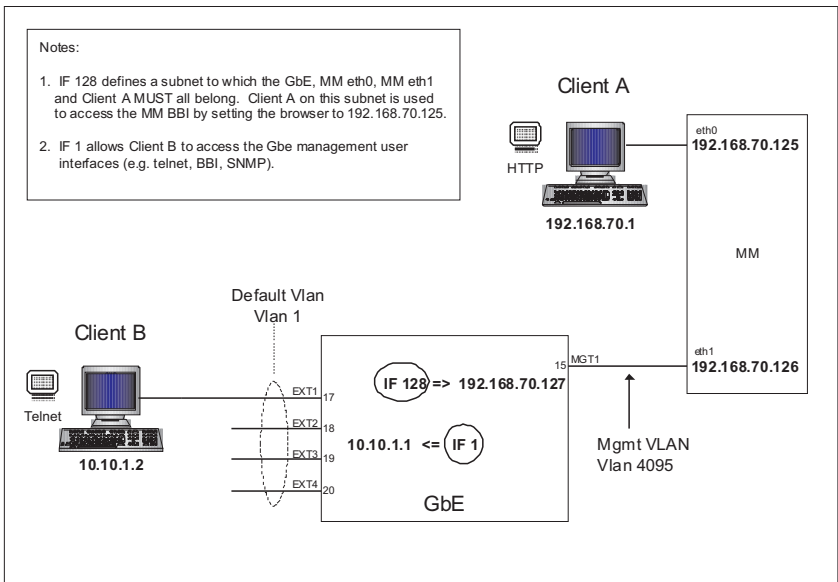 Notes:
1. IF 128 defines a subnet to which the GbE, MM eth0, MM eth1
and Client A MUST all belong. Client A on this subnet is used
to access the MM BBI by setting the browser to 192.168.70.125.
2. IF 1 allows Client B to access the Gbe management user
interfaces (e.g. telnet, BBI, SNMP).
Client A
HTTP
192.168.70.1
eth0
192.168.70.125
MM
eth1
192.168.70.126
Default Vlan
Vlan 1
Client B
Telnet
10.10.1.2
EXT1
17
EXT2
18
EXT3
19
EXT4
20
IF 128 => 192.168.70.127
10.10.1.1 <= IF 1
GbE
15
MGT1
Mgmt VLAN
Vlan 4095